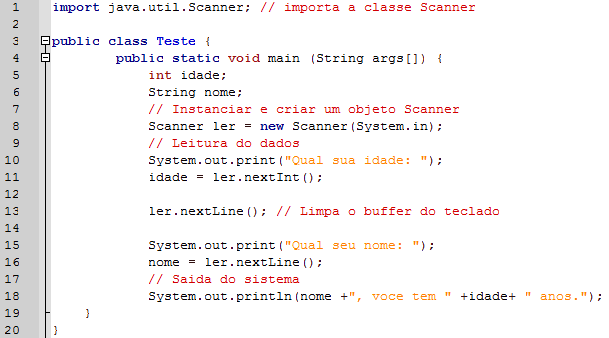 1 import java.util.Scanner; // importa a classe Scanner
2
3 public class Teste {
4 public static void main (String args[]) {
5 int idade;
6 String nome;
7 // Instanciar e criar um objeto Scanner
8 Scanner ler = new Scanner(System.in);
9 // Leitura do dados
10 System.out.print("Qual sua idade: ");
11 idade = ler.nextInt();
12
13 ler.nextLine(); // Limpa o buffer do teclado
14
15 System.out.print("Qual seu nome: ");
16 nome = ler.nextLine();
17 // Saida do sistema
18 System.out.println(nome +", voce tem " +idade+ " anos.");
19 }
20 }